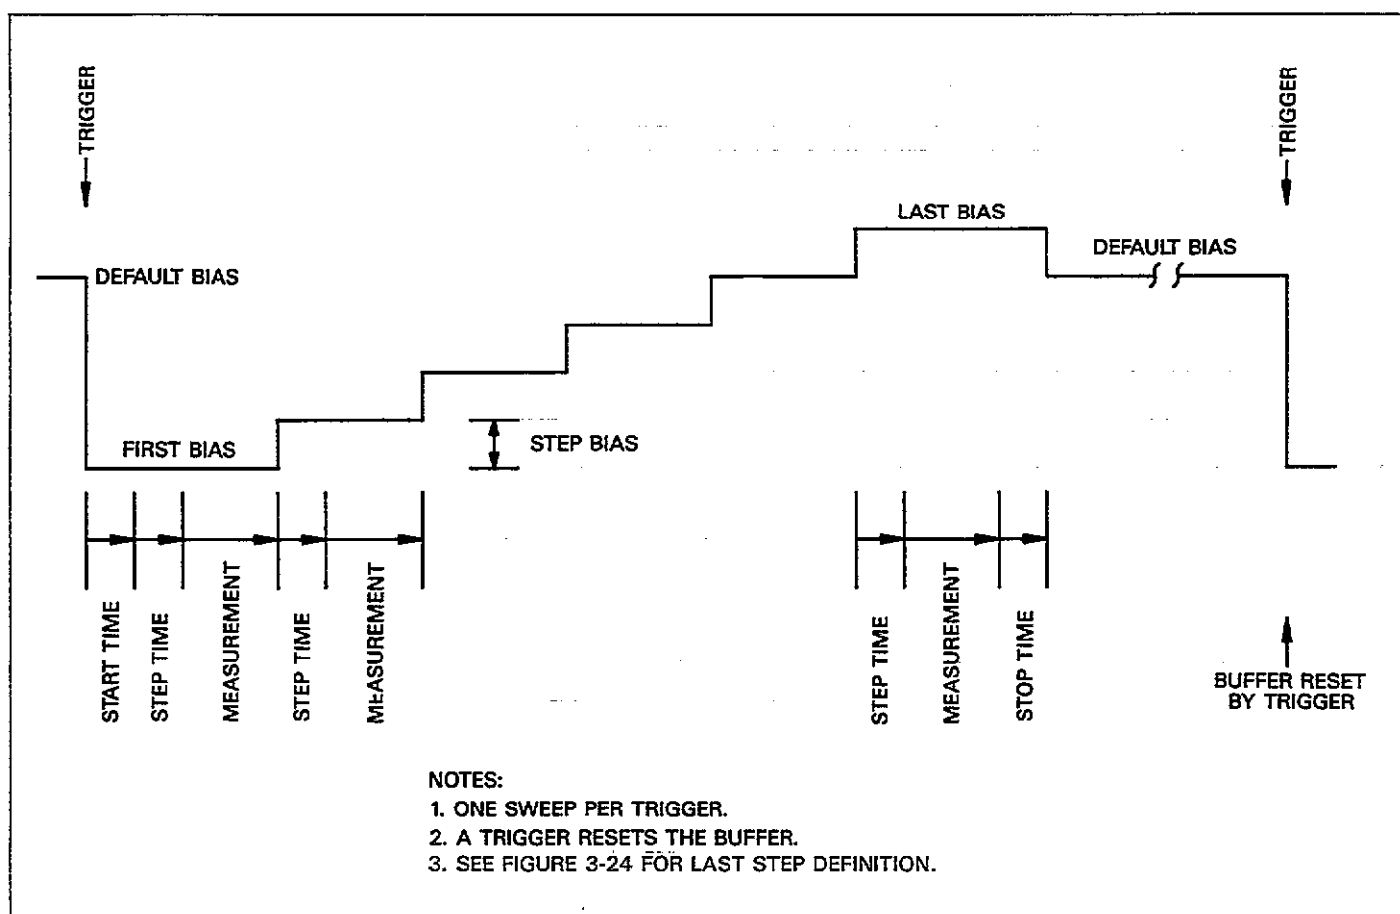 TRIGGER
TRIGGER
LAST BIAS
DEFAULT BIAS
DEFAULT BIAS
FIRST BIAS
STEP BIAS
START TIME
STEP TIME
MEASUREMENT
STEP TIME
MEASUREMENT
STEP TIME
MEASUREMENT
STOP TIME
BUFFER RESET
BY TRIGGER
NOTES:
1. ONE SWEEP PER TRIGGER.
2. A TRIGGER RESETS THE BUFFER.
3. SEE FIGURE 3-24 FOR LAST STEP DEFINITION.